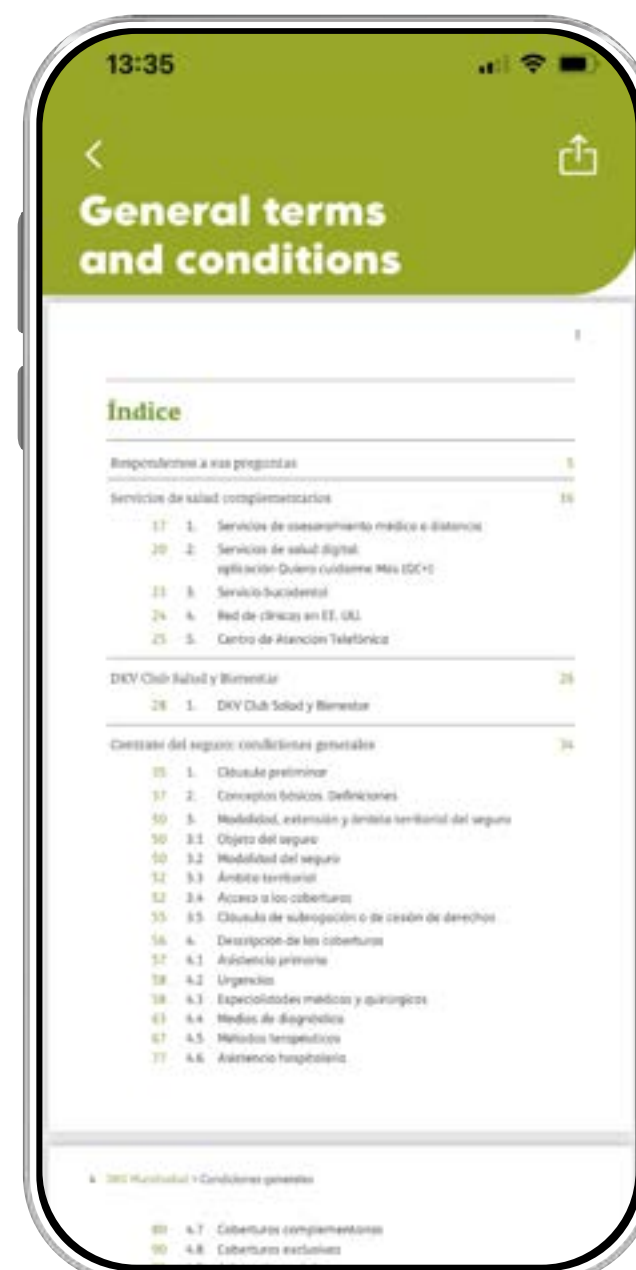 13:35
General terms
and conditions
3
Índice
Respondemos a sus preguntas 5
Servicios de salud complementarios 16
17 1. Servicios de asesoramiento médico a distancia
20 2. Servicios de salud digital:
aplicación Quiero cuidarme Más (QC+)
23 3. Servicio bucodental
24 4. Red de clínicas en EE. UU.
25 5. Centro de Atención Telefónica
DKV Club Salud y Bienestar 28
28 1. DKV Club Salud y Bienestar
Contrato del seguro: condiciones generales 34
35 1. Cláusula preliminar
37 2. Conceptos básicos. Definiciones
50 3. Modalidad, extensión y ámbito territorial del seguro
50 3.1 Objeto del seguro
50 3.2 Modalidad del seguro
52 3.3 Ámbito territorial
52 3.4 Acceso a las coberturas
55 3.5 Cláusula de subrogación o de cesión de derechos
56 4. Descripción de las coberturas
57 4.1 Asistencia primaria
58 4.2 Urgencias
58 4.3 Especialidades médicas y quirúrgicas
63 4.4 Medios de diagnóstico
67 4.5 Métodos terapéuticos
77 4.6 Asistencia hospitalaria
4 DKV Mundisalud > Condiciones generales
4.7 Coberturas complementarias
90 4.8 Coberturas exclusivas